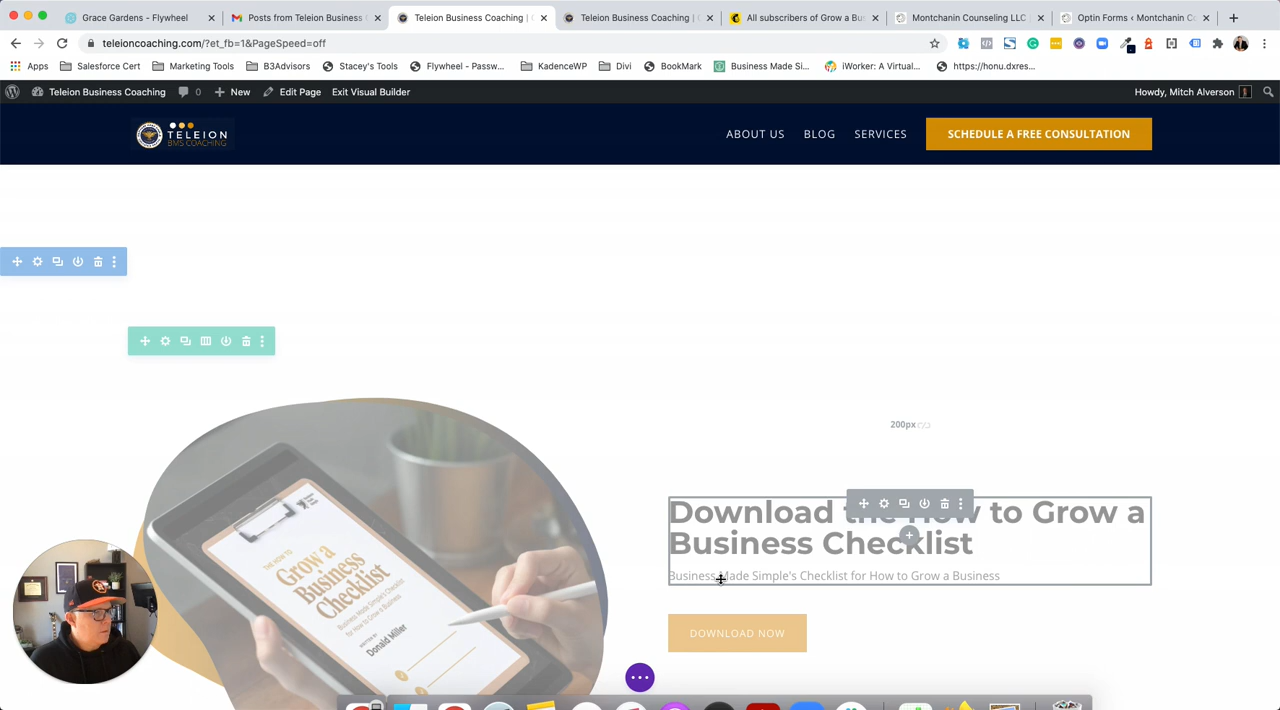 Grace Gardens - Flywheel
Posts from Teleion Business
Teleion Business Coaching | (
Teleion Business Coaching | (
All subscribers of Grow a Bus
Montchanin Counseling LLC
Optin Forms ‹ Montchanin C
teleioncoaching.com/?et_fb=1&PageSpeed=off
Apps Salesforce Cert Marketing Tools B3Advisors Stacey's Tools Flywheel - Passw... KadenceWP Divi BookMark Business Made Si... iWorker: A Virtual... https://honu.dxres...
Teleion Business Coaching 0 New Edit Page Exit Visual Builder Howdy, Mitch Alverson
TELEION
BMS COACHING
ABOUT US BLOG SERVICES SCHEDULE A FREE CONSULTATION
200px
Download the How to Grow a
Business Checklist
Business Made Simple's Checklist for How to Grow a Business
DOWNLOAD NOW
THE HOW TO
Grow a
Business
Checklist
Business Made Simple's Checklist
for How to Grow a Business
WRITTEN BY
Donald Miller